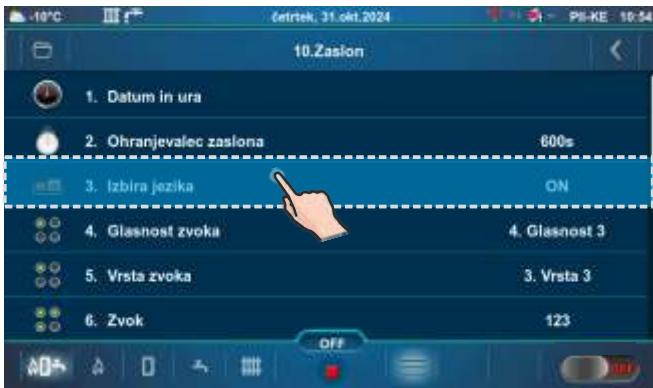 -10°C četrtek, 31.okt.2024 PII-KE 10:54
10.Zaslon
1. Datum in ura
2. Ohranjevalec zaslona 600s
3. Izbira jezika ON
4. Glasnost zvoka 4. Glasnost 3
5. Vrsta zvoka 3. Vrsta 3
6. Zvok 123
OFF
OFF